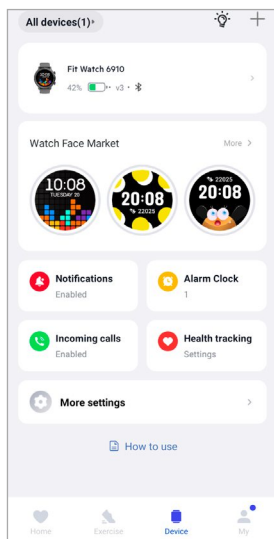 All devices(1)
Fit Watch 6910
42% v3
Watch Face Market
More >
10:08
TUESDAY 20
20:08
22025
22025
20:08
Notifications
Enabled
Alarm Clock
1
Incoming calls
Enabled
Health tracking
Settings
More settings
How to use
Home
Exercise
Device
My